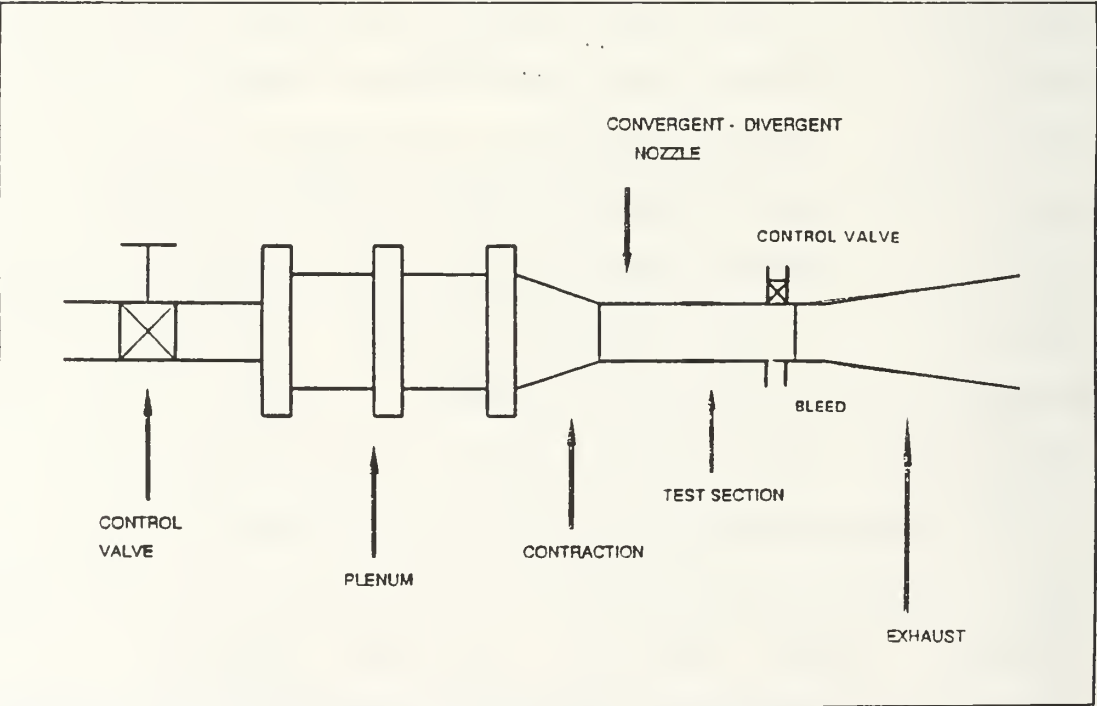 CONVERGENT - DIVERGENT
NOZZLE
CONTROL VALVE
BLEED
TEST SECTION
CONTROL
VALVE
CONTRACTION
PLENUM
EXHAUST